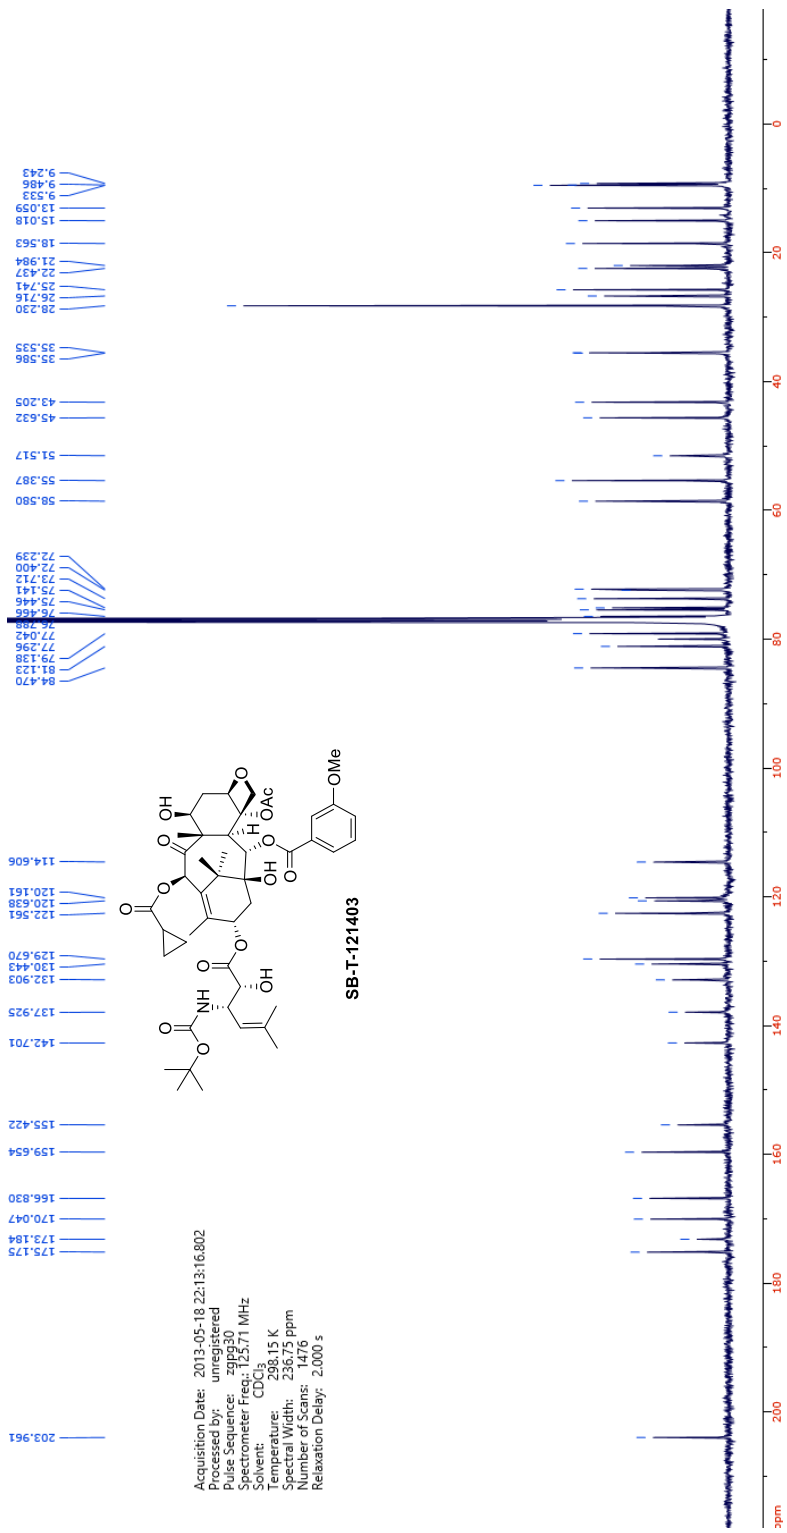 9.243
9.486
9.533
13.059
15.018
18.563
21.984
22.437
25.741
26.716
28.230
35.535
35.586
43.205
45.632
51.517
55.387
58.580
72.239
72.400
73.712
75.141
75.446
76.466
76.788
77.042
77.296
79.138
81.123
84.470
114.606
120.161
120.638
122.561
129.670
130.443
132.903
137.925
142.701
155.422
159.654
166.830
170.047
173.184
175.175
203.961
0
20
40
60
80
100
120
140
160
180
200
ppm
O
O
O
OH
O
OAc
H
O
O
OH
OMe
O
O
OH
NH
O
O
SB-T-121403
Acquisition Date: 2013-05-18 22:13:16.802
Processed by: unregistered
Pulse Sequence: zgpg30
Spectrometer Freq.: 125.71 MHz
Solvent: CDCl3
Temperature: 298.15 K
Spectral Width: 236.75 ppm
Number of Scans: 1476
Relaxation Delay: 2.000 s